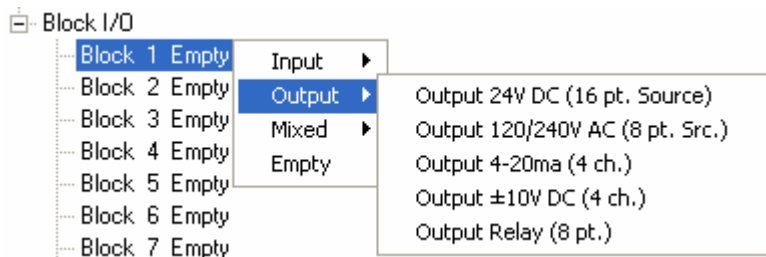 Block I/O
Block 1 Empty
Block 2 Empty
Block 3 Empty
Block 4 Empty
Block 5 Empty
Block 6 Empty
Block 7 Empty
Input
Output
Mixed
Empty
Output 24V DC (16 pt. Source)
Output 120/240V AC (8 pt. Src.)
Output 4-20ma (4 ch.)
Output ±10V DC (4 ch.)
Output Relay (8 pt.)